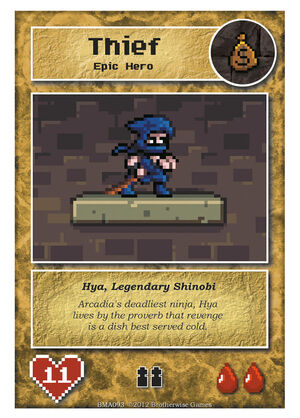 Thief
Epic Hero
S
Hya, Legendary Shinobi
Arcadia's deadliest ninja, Hya
lives by the proverb that revenge
is a dish best served cold.
11
BMA093 ©2012 Brotherwise Games